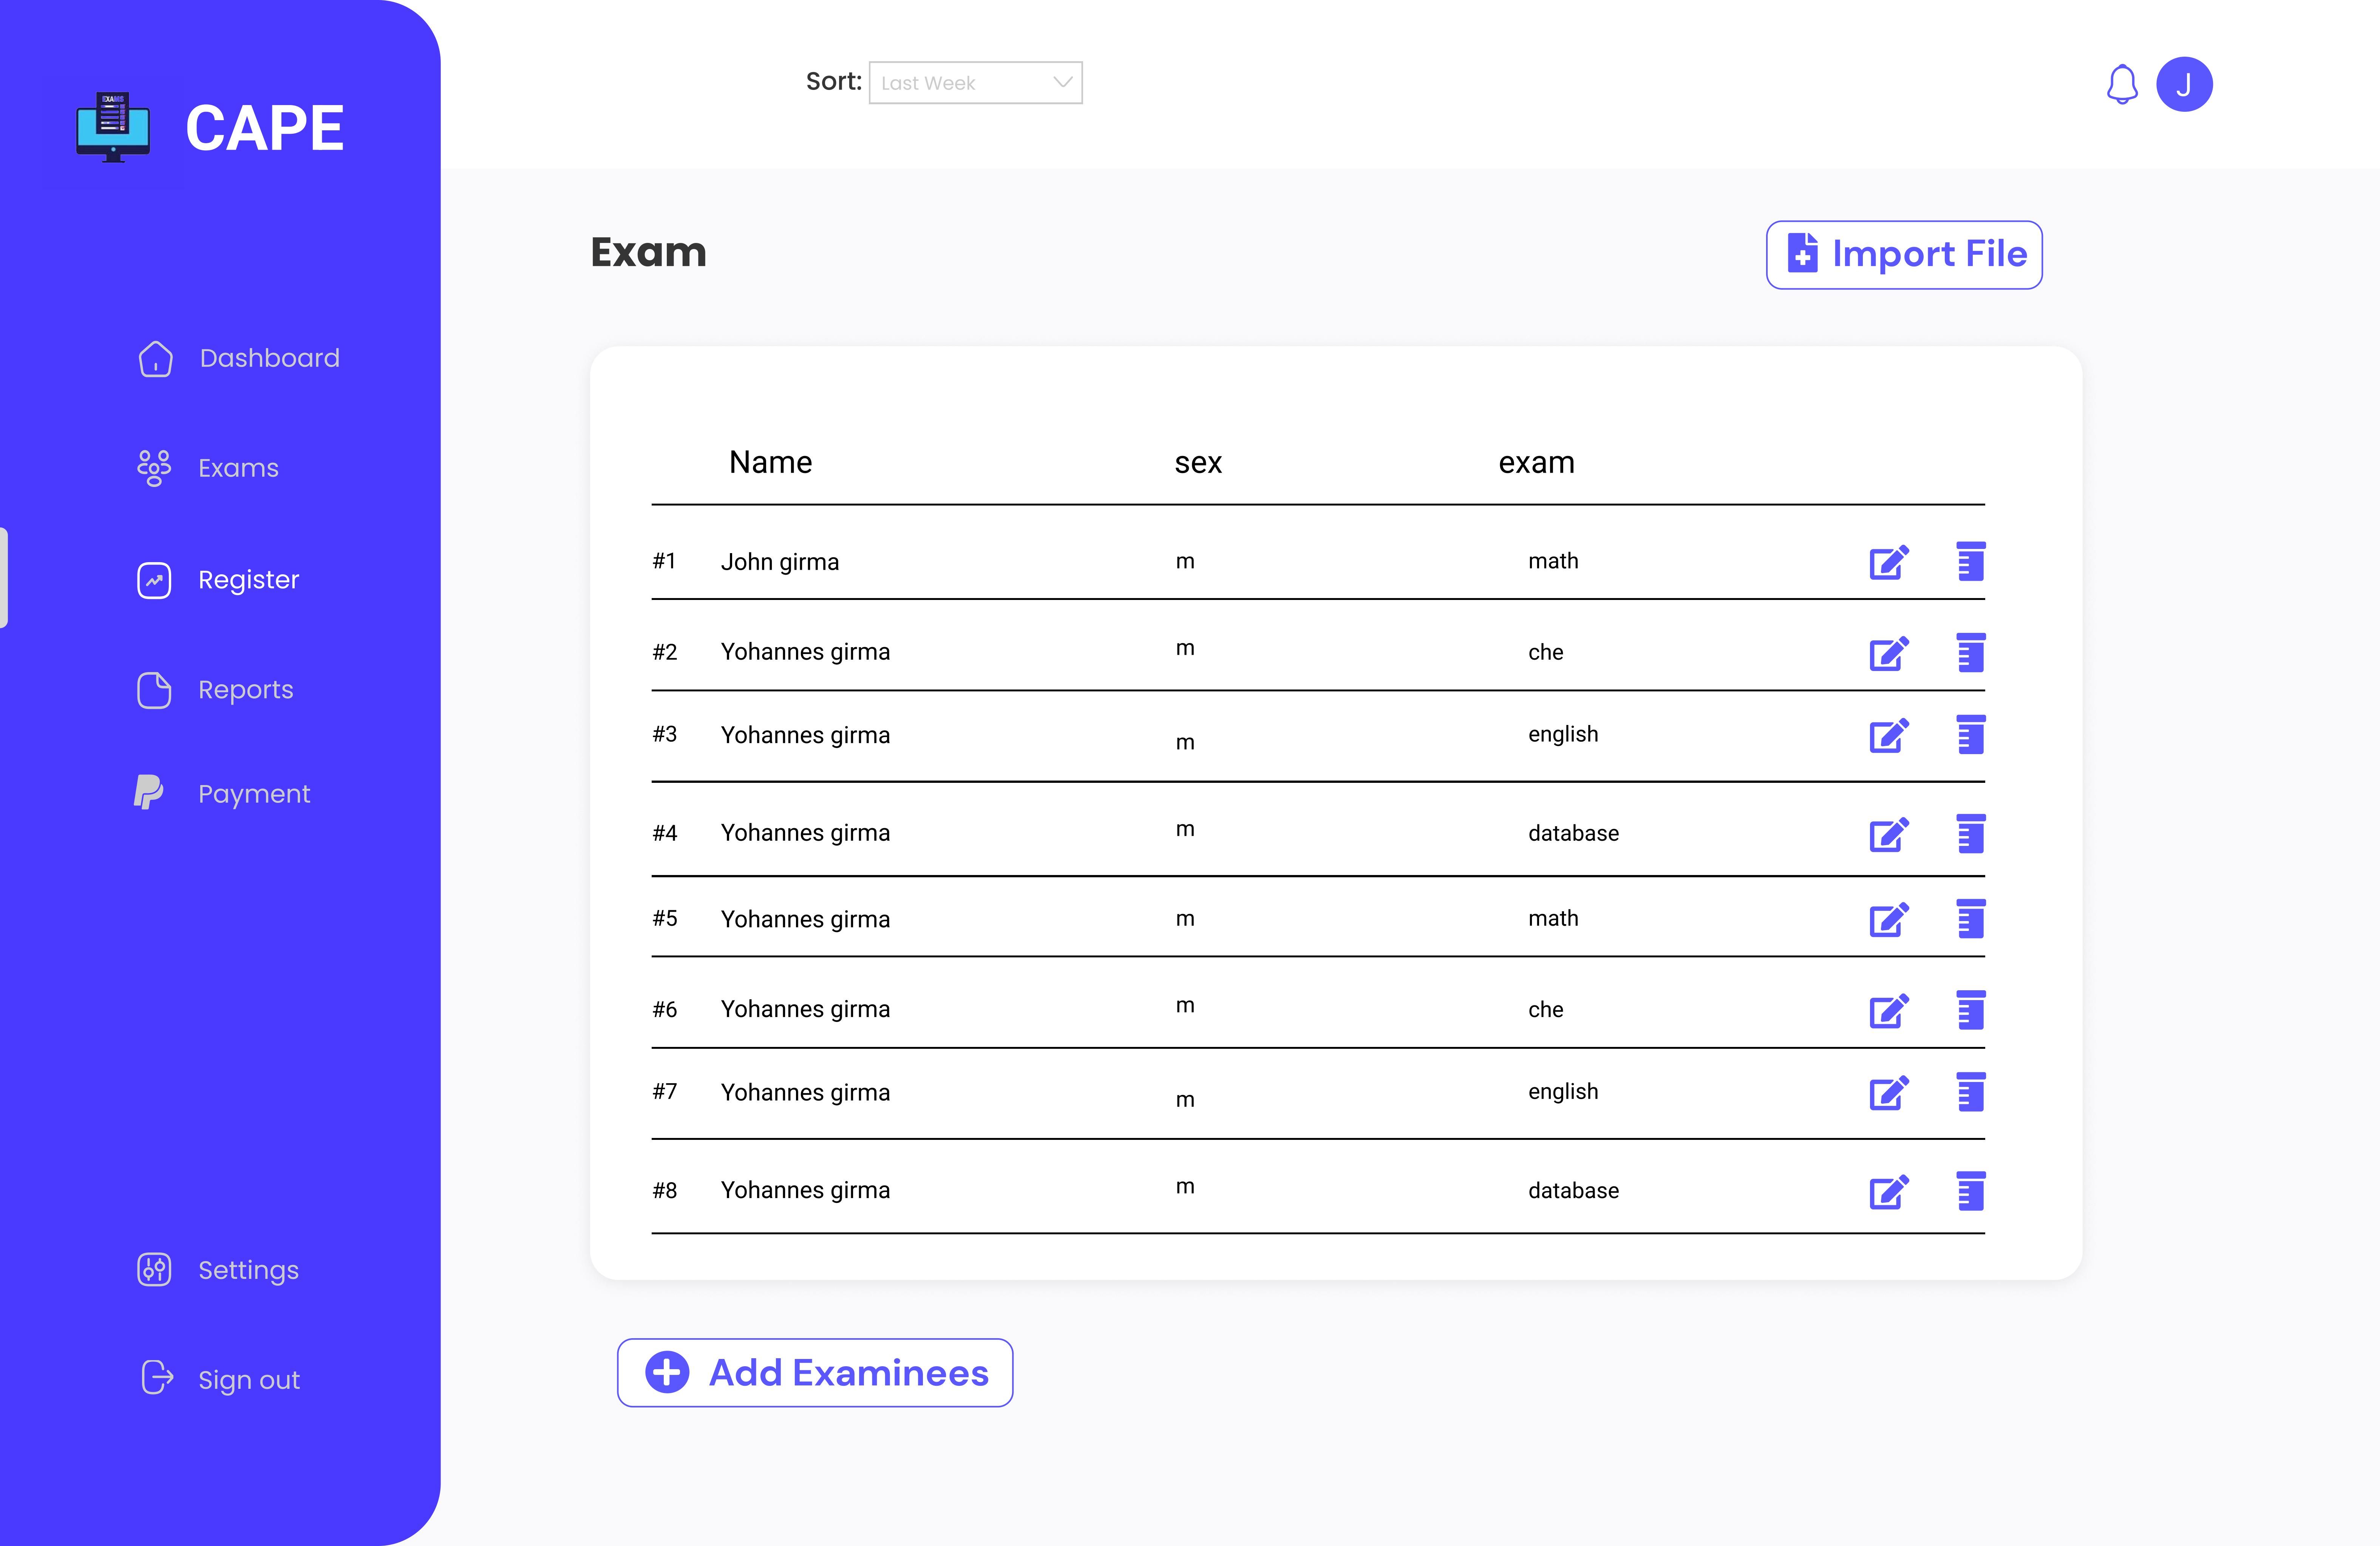 EXAMS
CAPE
Dashboard
Exams
Register
Reports
Payment
Settings
Sign out
Sort: Last Week
J
Exam
Import File
Name sex exam
#1 John girma m math
#2 Yohannes girma m che
#3 Yohannes girma m english
#4 Yohannes girma m database
#5 Yohannes girma m math
#6 Yohannes girma m che
#7 Yohannes girma m english
#8 Yohannes girma m database
Add Examinees